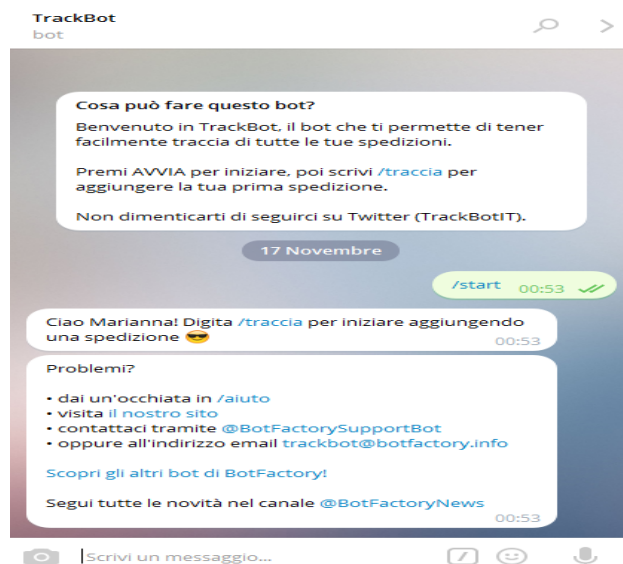 TrackBot
bot
Cosa può fare questo bot?
Benvenuto in TrackBot, il bot che ti permette di tener
facilmente traccia di tutte le tue spedizioni.
Premi AVVIA per iniziare, poi scrivi /traccia per
aggiungere la tua prima spedizione.
Non dimenticarti di seguirci su Twitter (TrackBotIT).
17 Novembre
/start 00:53
Ciao Marianna! Digita /traccia per iniziare aggiungendo
una spedizione 😎 00:53
Problemi?
• dai un'occhiata in /aiuto
• visita il nostro sito
• contattaci tramite @BotFactorySupportBot
• oppure all'indirizzo email trackbot@botfactory.info
Scopri gli altri bot di BotFactory!
Segui tutte le novità nel canale @BotFactoryNews
00:53
Scrivi un messaggio...